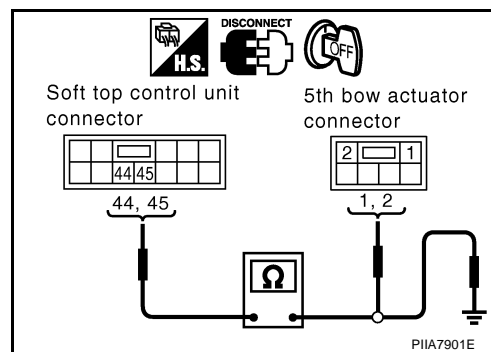 DISCONNECT
H.S.
OFF
Soft top control unit
connector
5th bow actuator
connector
44 45
2 1
44, 45
1, 2
Ω
PIIA7901E